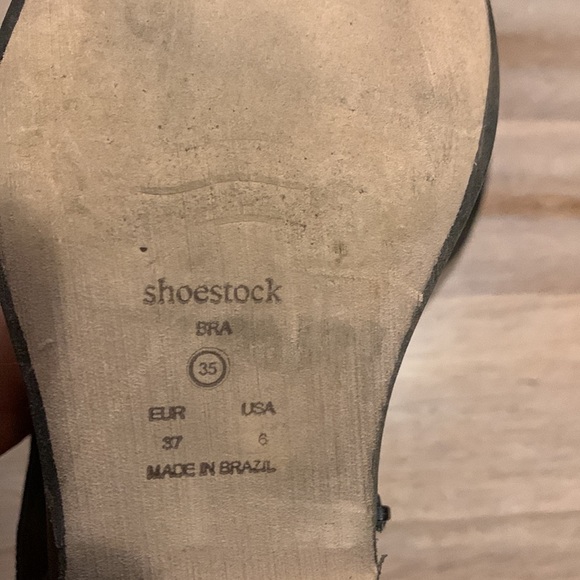 shoestock
BRA
35
EUR USA
37 6
MADE IN BRAZIL